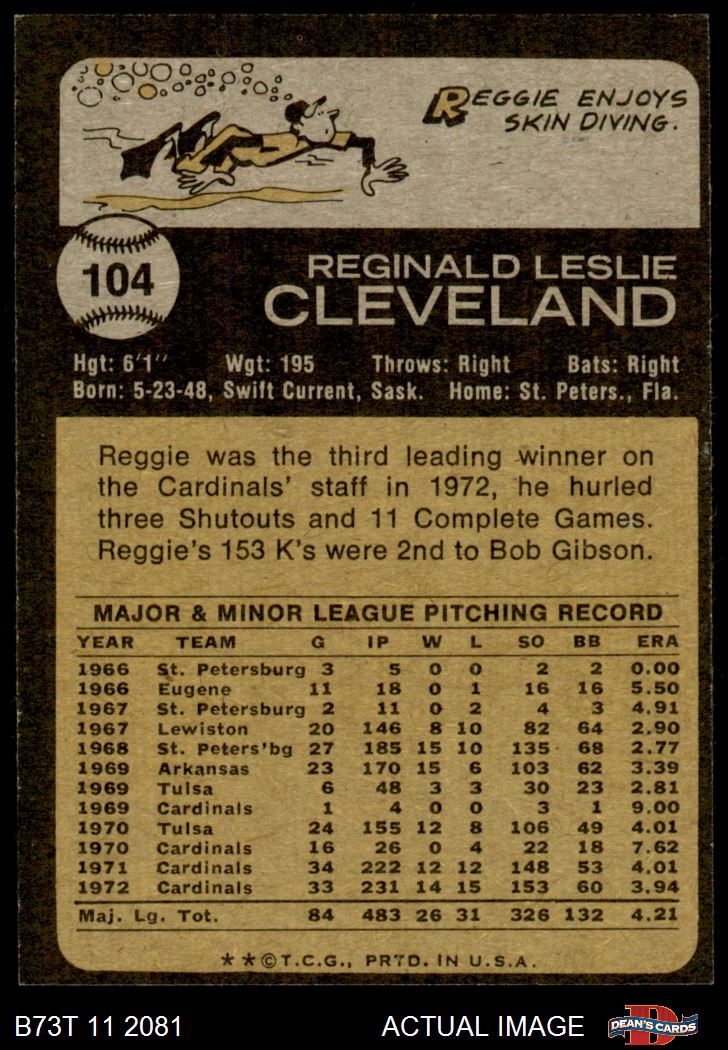 REGGIE ENJOYS
SKIN DIVING.
104
REGINALD LESLIE
CLEVELAND
Hgt: 6'1" Wgt: 195 Throws: Right Bats: Right
Born: 5-23-48, Swift Current, Sask. Home: St. Peters., Fla.
Reggie was the third leading winner on
the Cardinals' staff in 1972, he hurled
three Shutouts and 11 Complete Games.
Reggie's 153 K's were 2nd to Bob Gibson.
MAJOR & MINOR LEAGUE PITCHING RECORD
YEAR TEAM G IP W L SO BB ERA
1966 St. Petersburg 3 5 0 0 2 2 0.00
1966 Eugene 11 18 0 1 16 16 5.50
1967 St. Petersburg 2 11 0 2 4 3 4.91
1967 Lewiston 20 146 8 10 82 64 2.90
1968 St. Peters'bg 27 185 15 10 135 68 2.77
1969 Arkansas 23 170 15 6 103 62 3.39
1969 Tulsa 6 48 3 3 30 23 2.81
1969 Cardinals 1 4 0 0 3 1 9.00
1970 Tulsa 24 155 12 8 106 49 4.01
1970 Cardinals 16 26 0 4 22 18 7.62
1971 Cardinals 34 222 12 12 148 53 4.01
1972 Cardinals 33 231 14 15 153 60 3.94
Maj. Lg. Tot. 84 483 26 31 326 132 4.21
★★©T.C.G., PRTD. IN U.S.A.
B73T 11 2081 ACTUAL IMAGE D DEAN'S CARDS